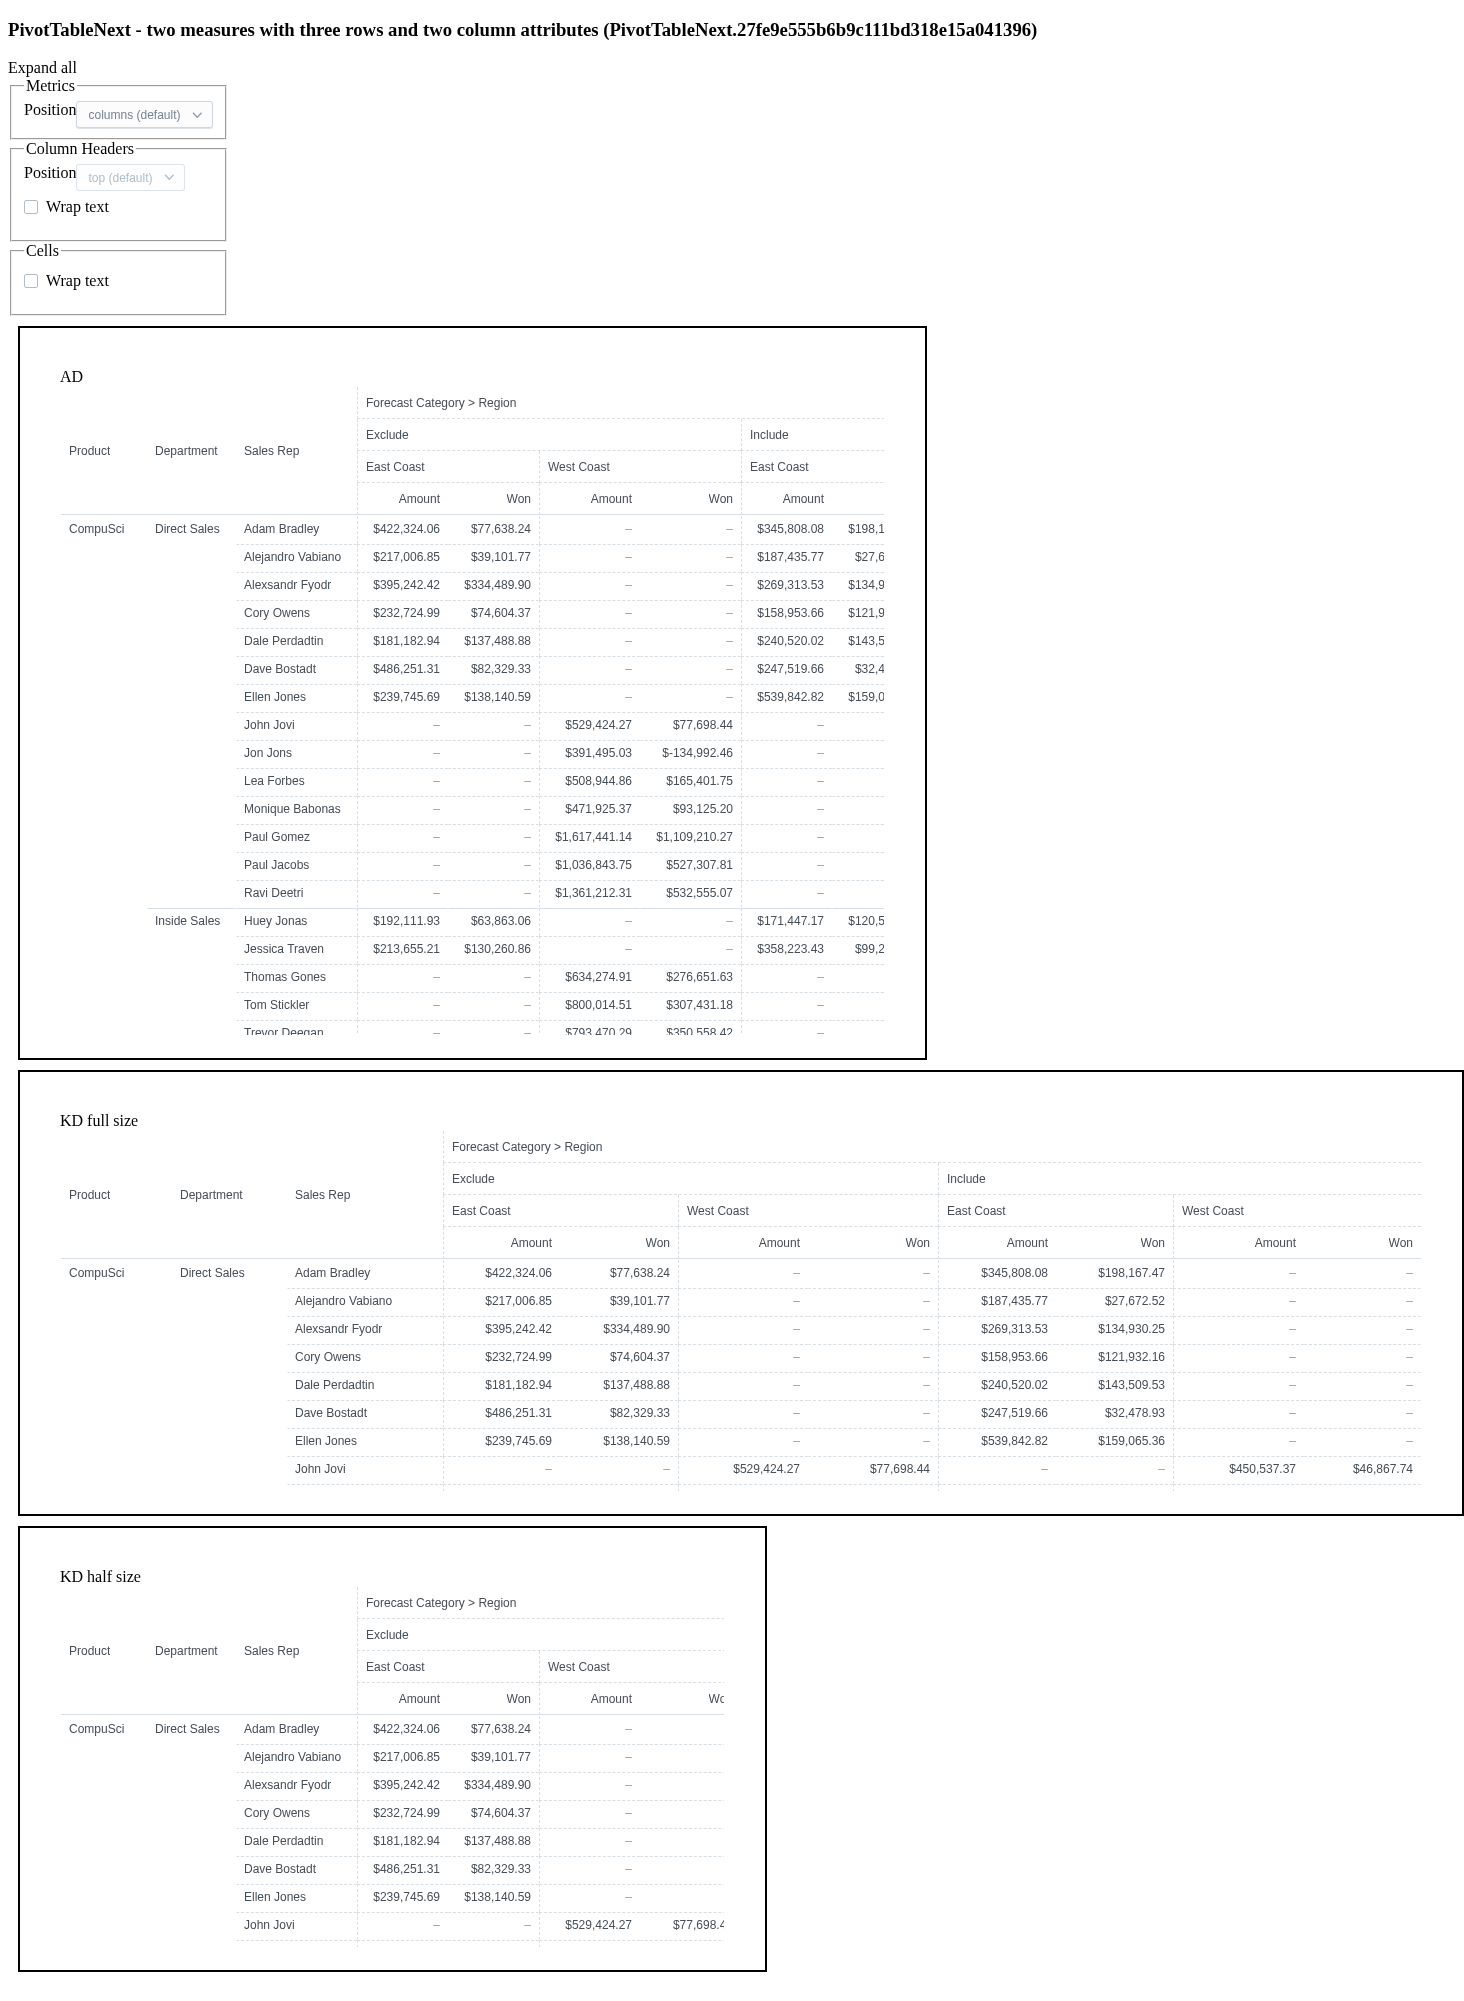 PivotTableNext - two measures with three rows and two column attributes (PivotTableNext.27fe9e555b6b9c111bd318e15a041396)
Expand all
Metrics
Position columns (default)
Column Headers
Position top (default)
Wrap text
Cells
Wrap text
AD
Forecast Category > Region
Exclude Include
Product Department Sales Rep
East Coast West Coast East Coast
Amount Won Amount Won Amount
CompuSci Direct Sales Adam Bradley $422,324.06 $77,638.24 – – $345,808.08 $198,1
Alejandro Vabiano $217,006.85 $39,101.77 – – $187,435.77 $27,6
Alexsandr Fyodr $395,242.42 $334,489.90 – – $269,313.53 $134,9
Cory Owens $232,724.99 $74,604.37 – – $158,953.66 $121,9
Dale Perdadtin $181,182.94 $137,488.88 – – $240,520.02 $143,5
Dave Bostadt $486,251.31 $82,329.33 – – $247,519.66 $32,4
Ellen Jones $239,745.69 $138,140.59 – – $539,842.82 $159,0
John Jovi – – $529,424.27 $77,698.44 –
Jon Jons – – $391,495.03 $-134,992.46 –
Lea Forbes – – $508,944.86 $165,401.75 –
Monique Babonas – – $471,925.37 $93,125.20 –
Paul Gomez – – $1,617,441.14 $1,109,210.27 –
Paul Jacobs – – $1,036,843.75 $527,307.81 –
Ravi Deetri – – $1,361,212.31 $532,555.07 –
Inside Sales Huey Jonas $192,111.93 $63,863.06 – – $171,447.17 $120,5
Jessica Traven $213,655.21 $130,260.86 – – $358,223.43 $99,2
Thomas Gones – – $634,274.91 $276,651.63 –
Tom Stickler – – $800,014.51 $307,431.18 –
Trevor Deegan – – $793,470.29 $350,558.42 –
KD full size
Forecast Category > Region
Exclude Include
Product Department Sales Rep
East Coast West Coast East Coast West Coast
Amount Won Amount Won Amount Won Amount Won
CompuSci Direct Sales Adam Bradley $422,324.06 $77,638.24 – – $345,808.08 $198,167.47 – –
Alejandro Vabiano $217,006.85 $39,101.77 – – $187,435.77 $27,672.52 – –
Alexsandr Fyodr $395,242.42 $334,489.90 – – $269,313.53 $134,930.25 – –
Cory Owens $232,724.99 $74,604.37 – – $158,953.66 $121,932.16 – –
Dale Perdadtin $181,182.94 $137,488.88 – – $240,520.02 $143,509.53 – –
Dave Bostadt $486,251.31 $82,329.33 – – $247,519.66 $32,478.93 – –
Ellen Jones $239,745.69 $138,140.59 – – $539,842.82 $159,065.36 – –
John Jovi – – $529,424.27 $77,698.44 – – $450,537.37 $46,867.74
KD half size
Forecast Category > Region
Exclude
Product Department Sales Rep
East Coast West Coast
Amount Won Amount Wo
CompuSci Direct Sales Adam Bradley $422,324.06 $77,638.24 –
Alejandro Vabiano $217,006.85 $39,101.77 –
Alexsandr Fyodr $395,242.42 $334,489.90 –
Cory Owens $232,724.99 $74,604.37 –
Dale Perdadtin $181,182.94 $137,488.88 –
Dave Bostadt $486,251.31 $82,329.33 –
Ellen Jones $239,745.69 $138,140.59 –
John Jovi – – $529,424.27 $77,698.4